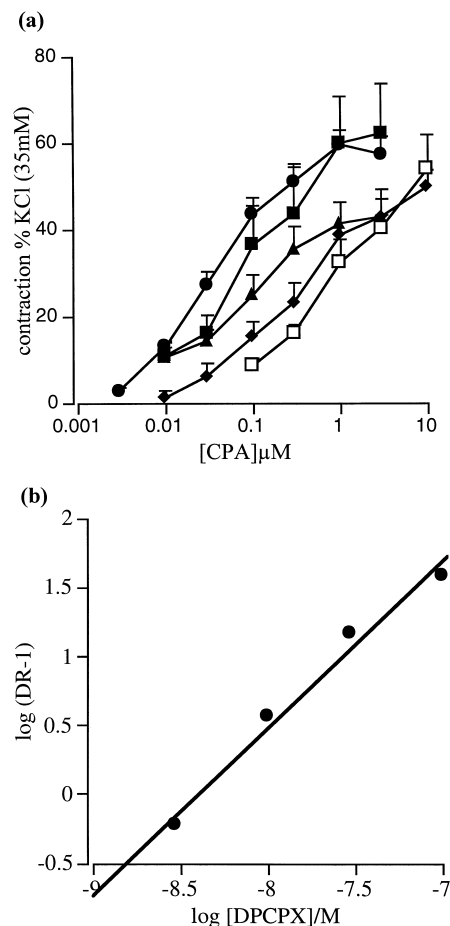 (a)
80
60
40
20
0
contraction % KCl (35mM)
0.001 0.01 0.1 1 10
[CPA]µM
(b)
2
1.5
1
0.5
0
-0.5
log (DR-1)
-9 -8.5 -8 -7.5 -7
log [DPCPX]/M